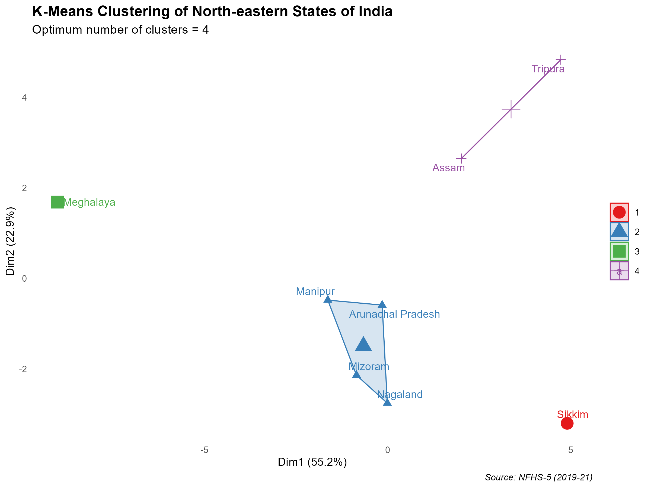 K-Means Clustering of North-eastern States of India
Optimum number of clusters = 4
Tripura
4
Assam
2
Meghalaya
1
2
3
a
4
Dim2 (22.9%)
0
Manipur
Arunachal Pradesh
-2
Mizoram
Nagaland
Sikkim
-5
0
5
Dim1 (55.2%)
Source: NFHS-5 (2019-21)